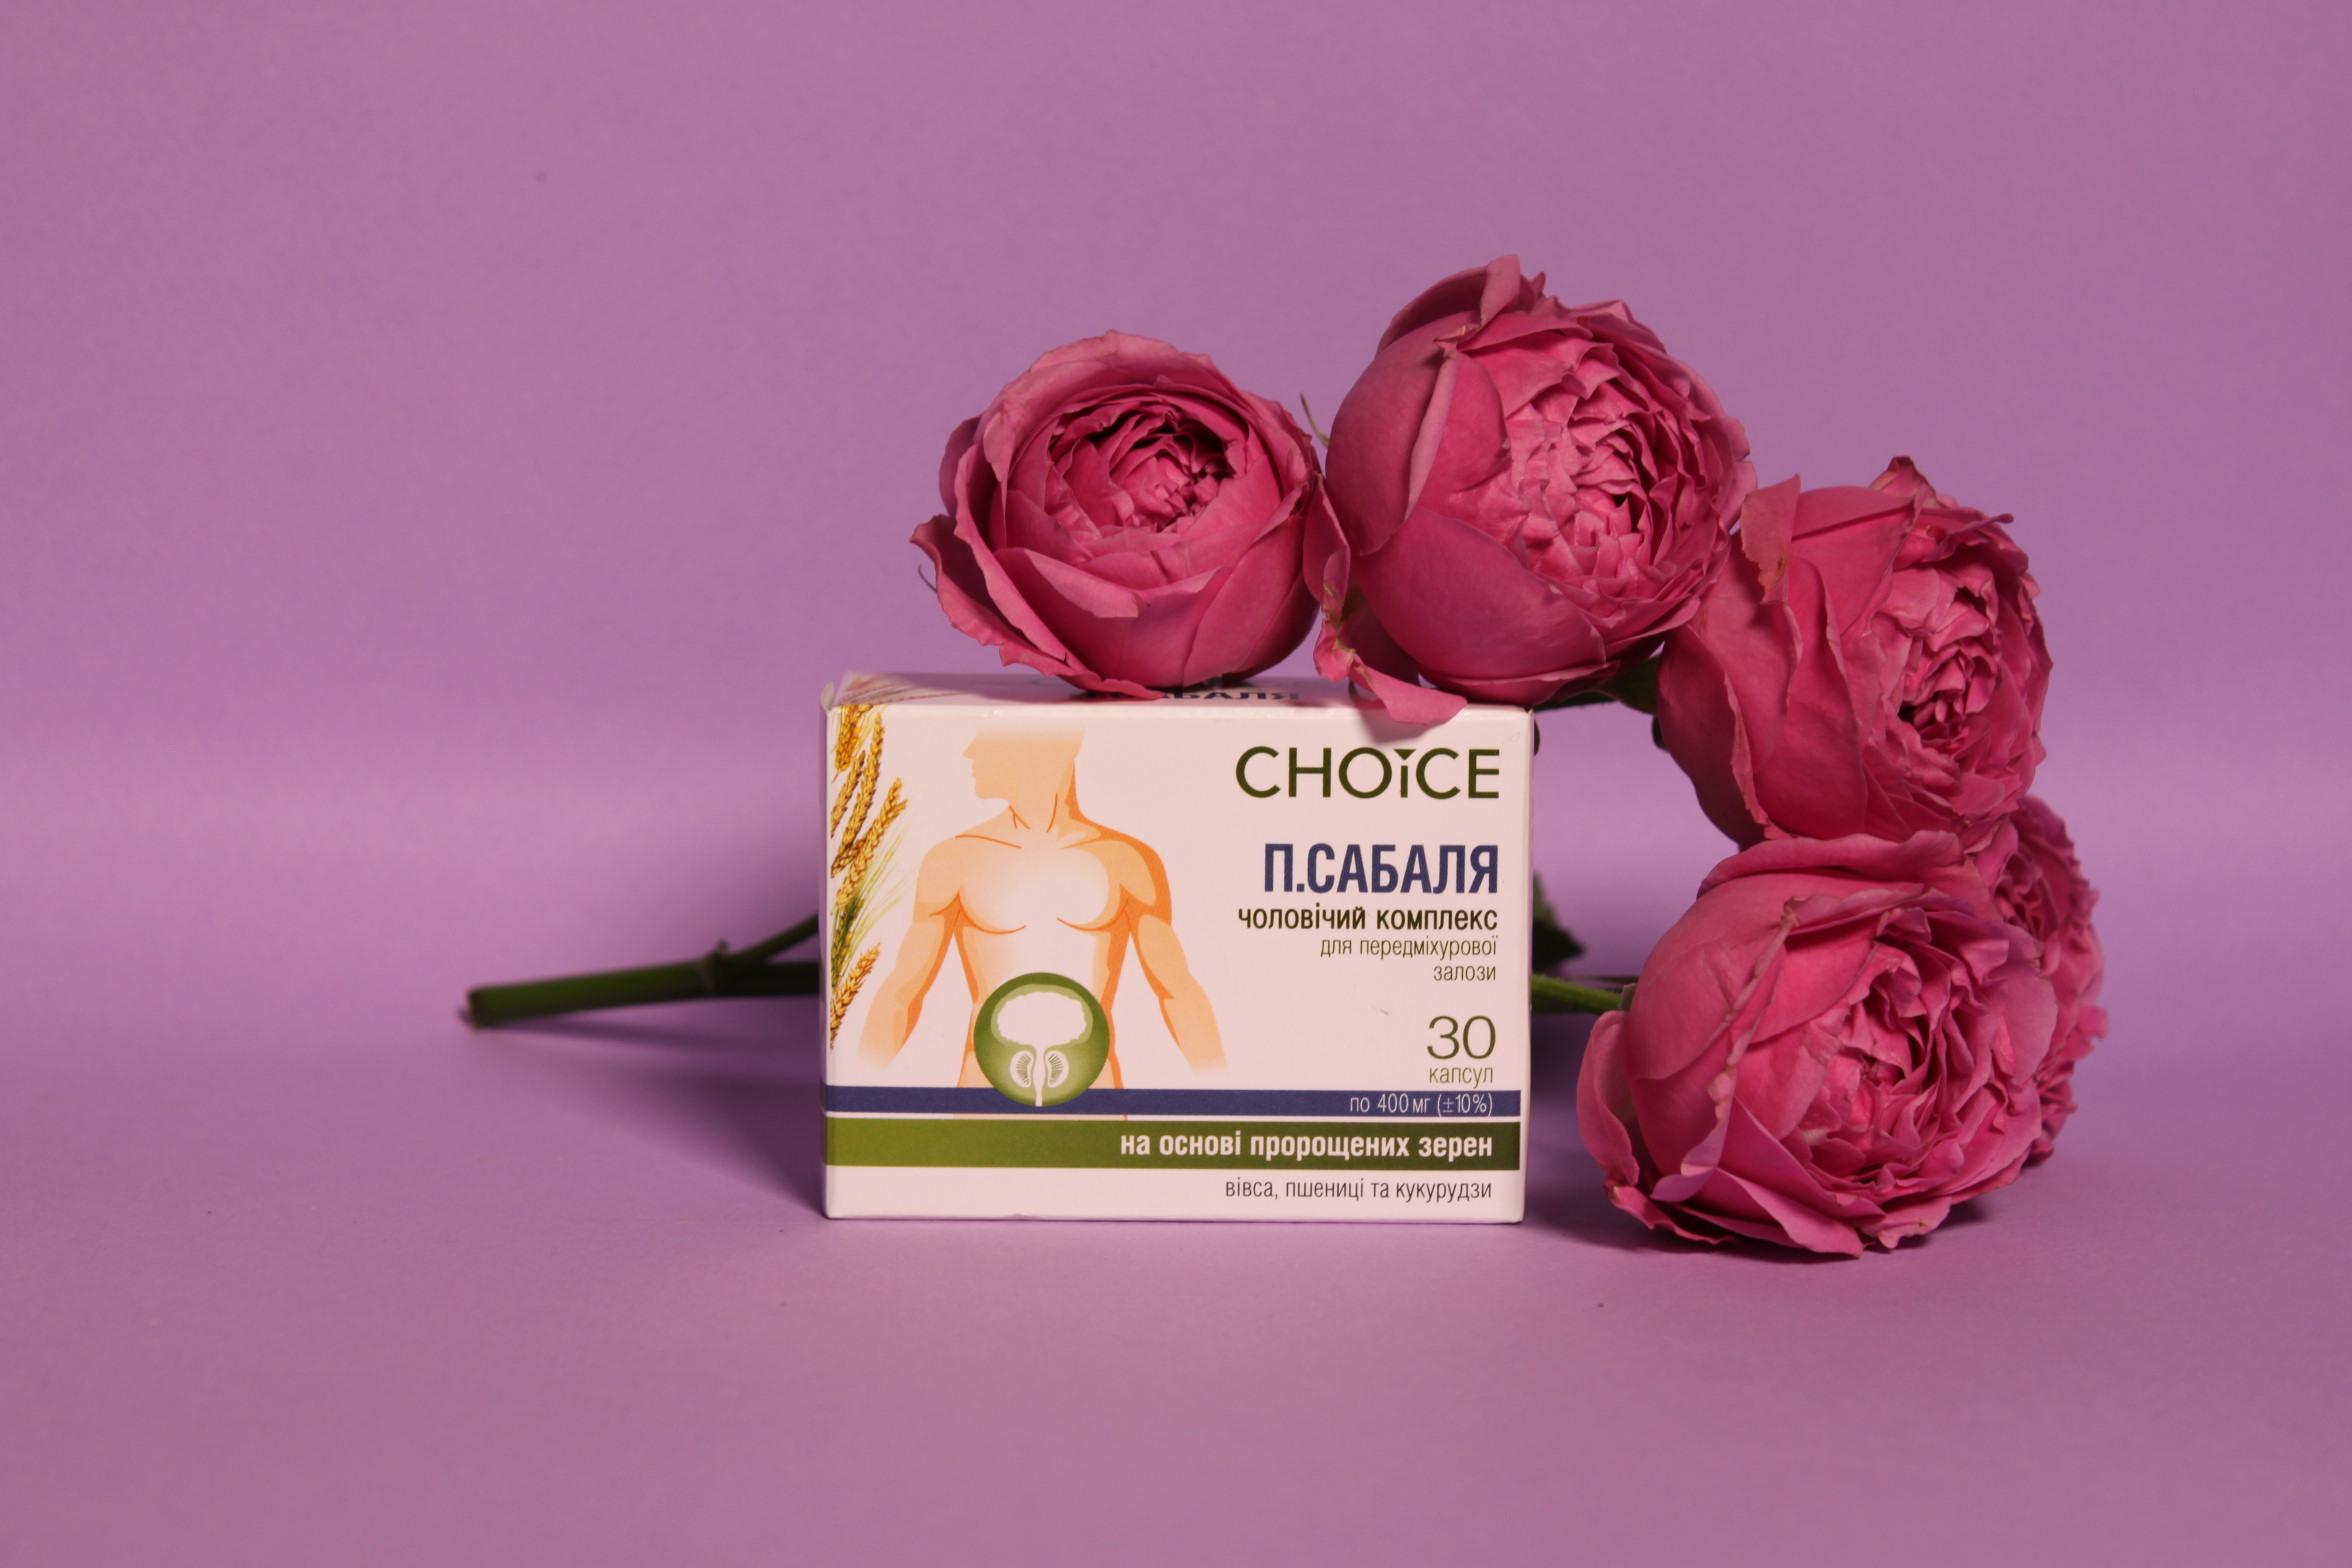 CHOICE
П.САБАЛЯ
чоловічий комплекс
для передміхурової
залози
30
капсул
по 400 мг (±10%)
на основі пророщених зерен
вівса, пшениці та кукурудзи